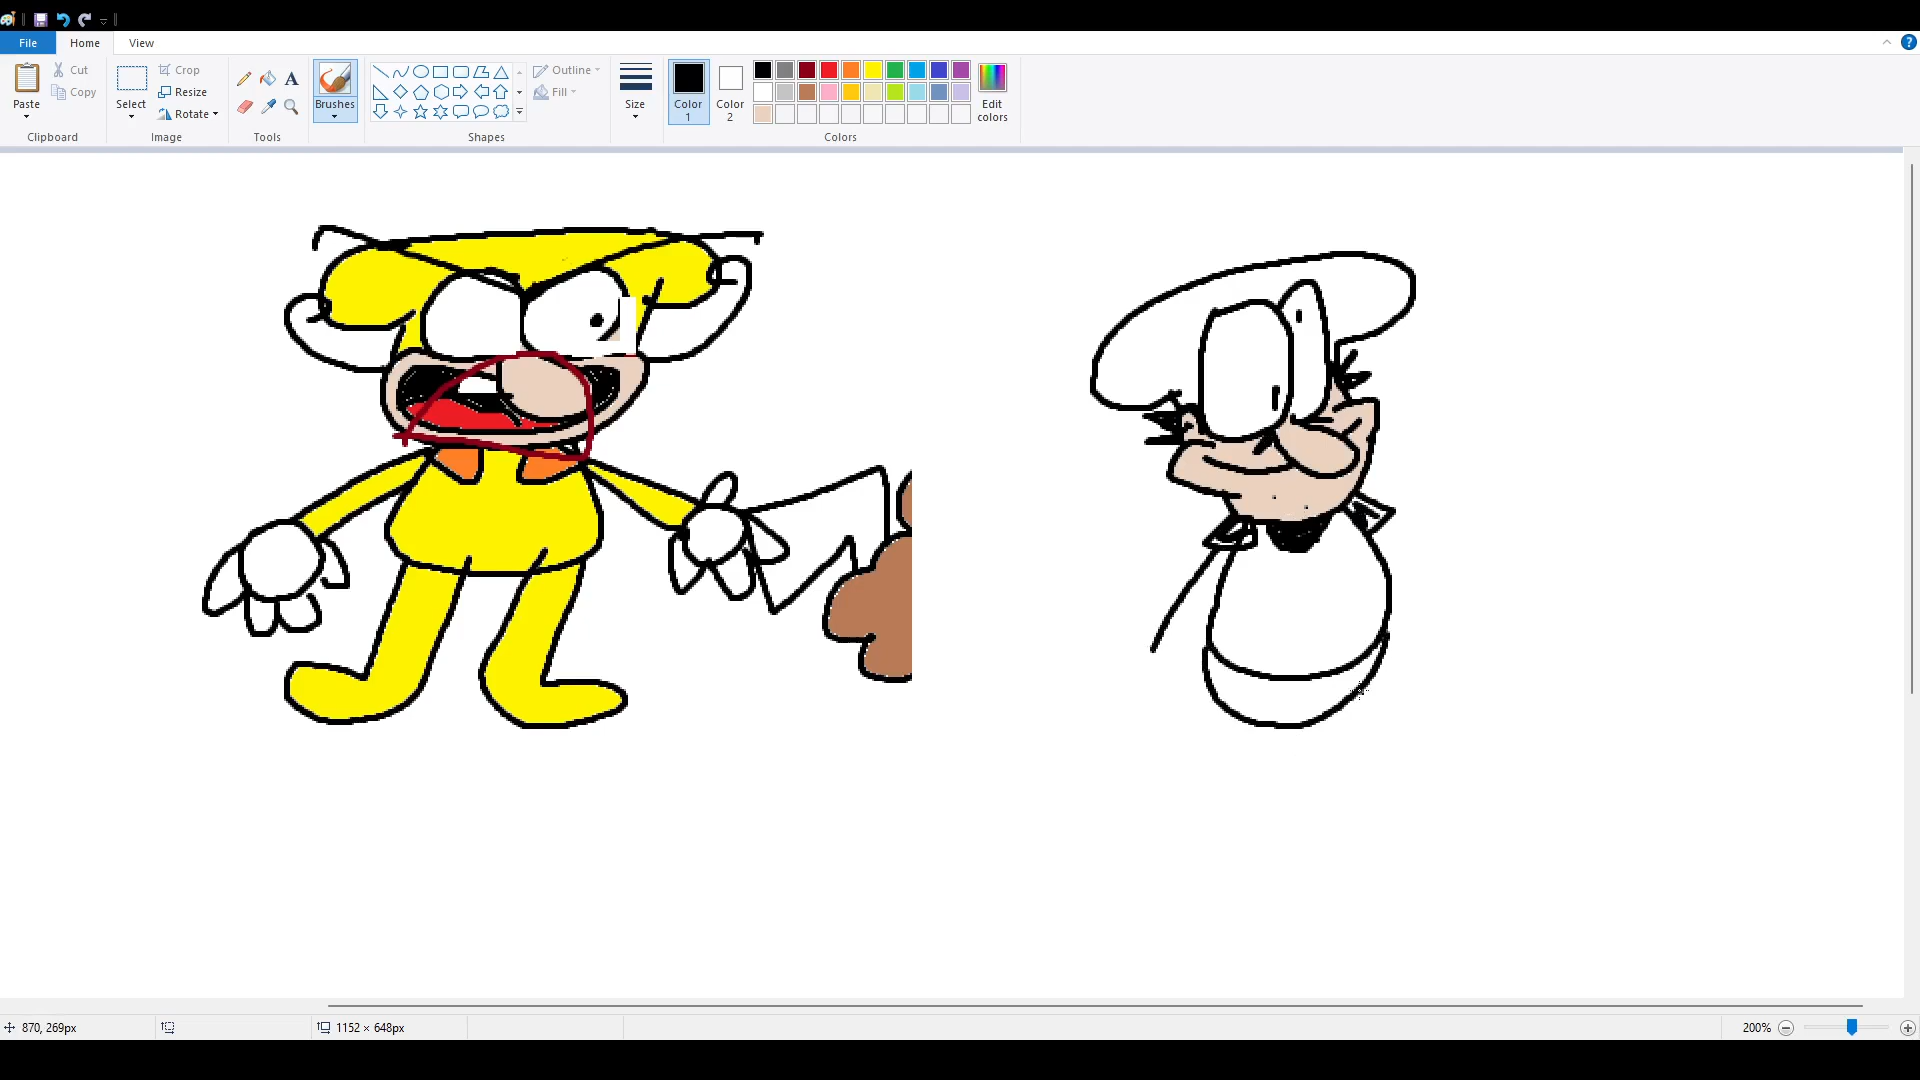 File Home View
Cut
Copy
Paste
Clipboard
Select
Crop
Resize
Rotate
Image
Tools
Brushes
Outline
Fill
Shapes
Size
Color
1
Color
2
Edit
colors
Colors
870, 269px
1152 × 648px
200%